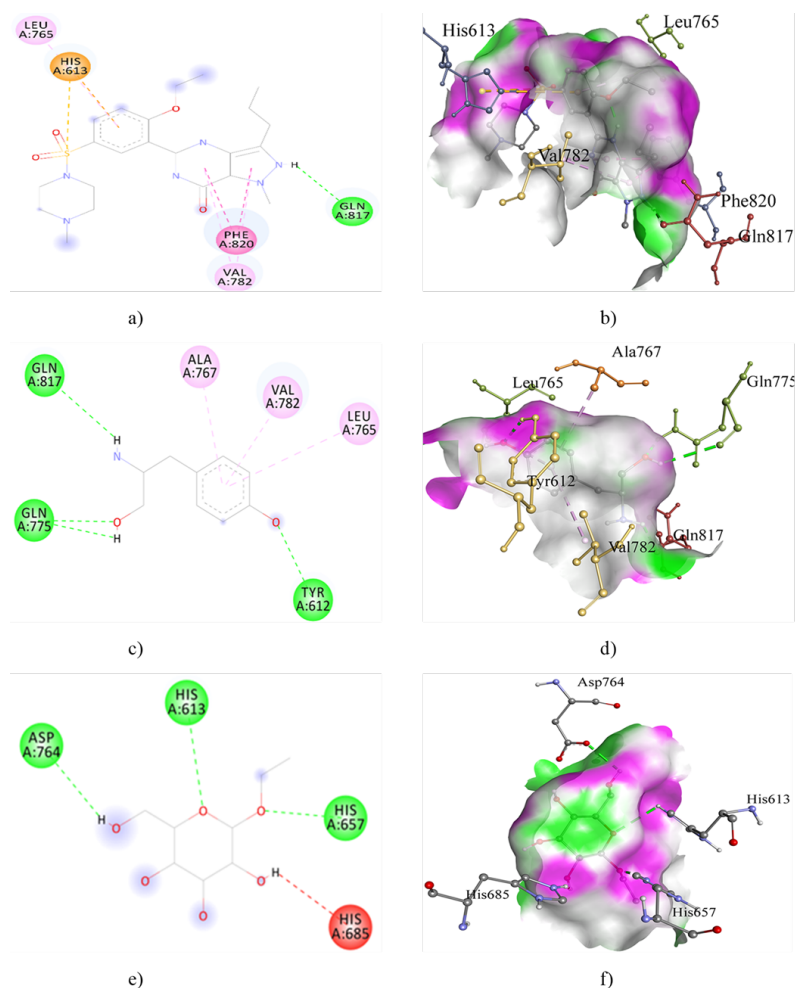 LEU
A:765
HIS
A:613
O
O
O
S
N
N
N
N
N
N
H
O
GLN
A:817
PHE
A:820
VAL
A:782
His613
Leu765
Val782
Phe820
Gln817
a)
b)
GLN
A:817
ALA
A:767
VAL
A:782
LEU
A:765
H
N
GLN
A:775
O
H
O
TYR
A:612
Ala767
Leu765
Gln775
Tyr612
Gln817
Val782
c)
d)
HIS
A:613
ASP
A:764
H
O
O
O
HIS
A:657
O
O
O
H
HIS
A:685
Asp764
His613
His685
His657
e)
f)